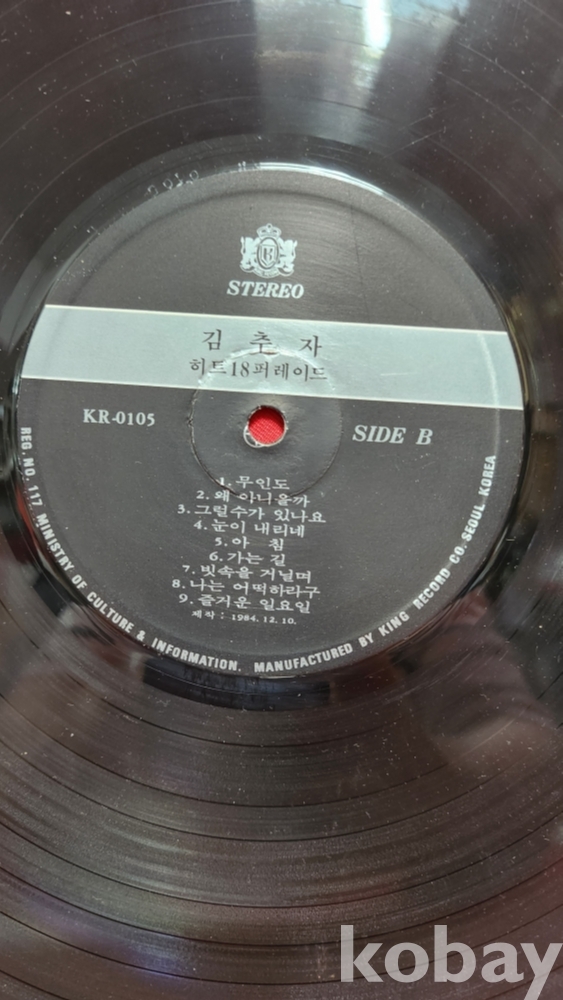 STEREO
김추자
히트18퍼레이드
KR-0105
SIDE B
1. 무인도
2. 왜 아니올까
3. 그럴수가 있나요
4. 눈이 내리네
5. 아 침
6. 가는 길
7. 빗속을 거닐며
8. 나는 어떡하라구
9. 즐거운 일요일
제작 : 1984. 12. 10.
REG. NO. 117 MINISTRY OF CULTURE & INFORMATION. MANUFACTURED BY KING RECORD CO. SEOUL KOREA
kobay